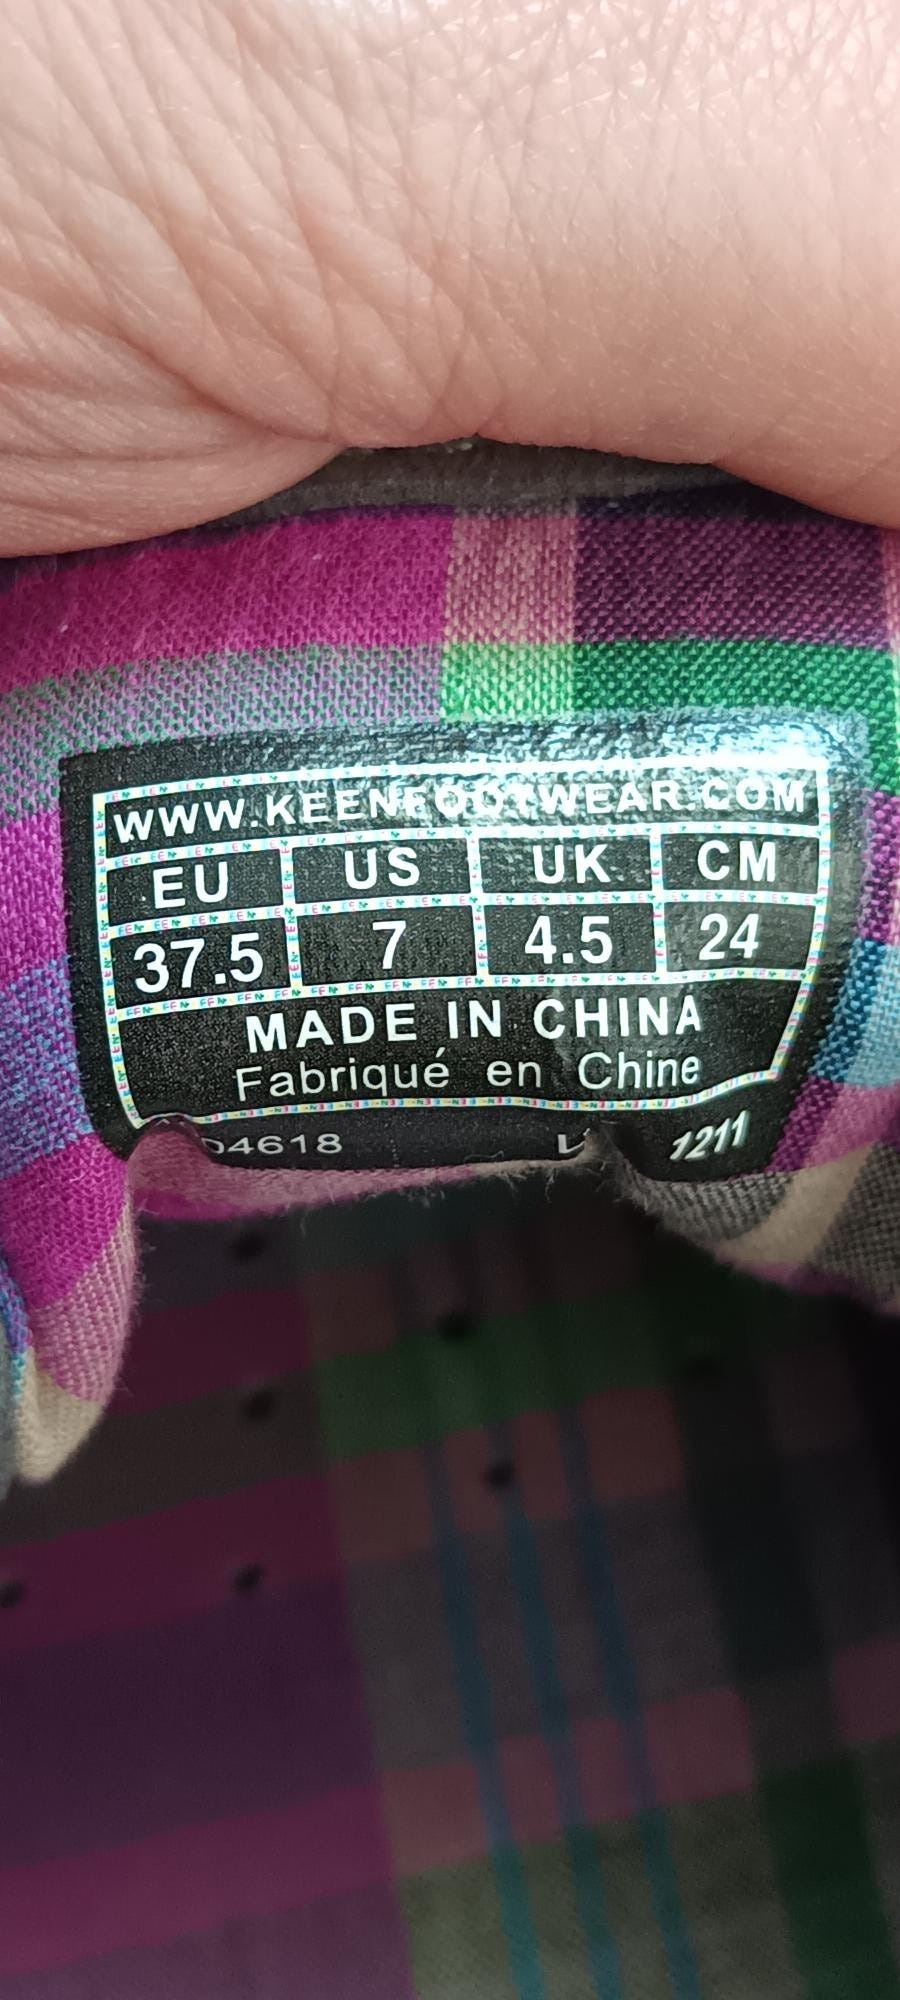 WWW.KEENFOOTWEAR.COM
EU US UK CM
37.5 7 4.5 24
MADE IN CHINA
Fabriqué en Chine
1211